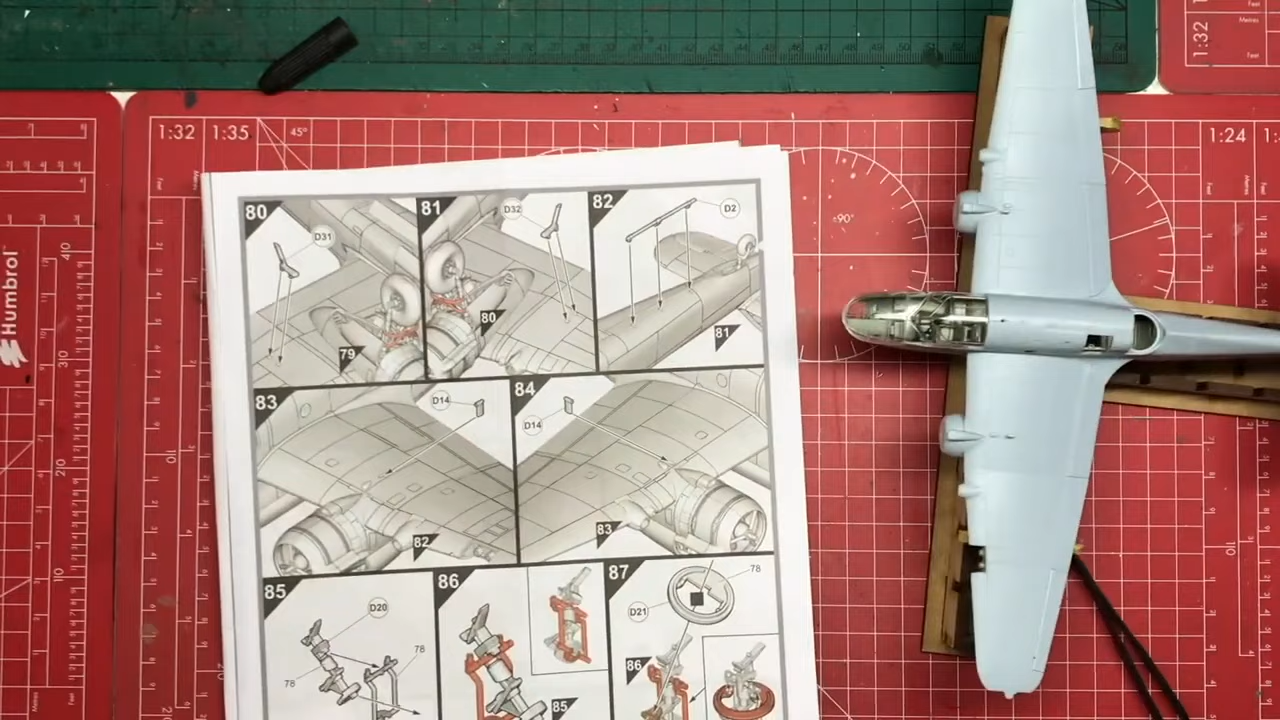 1:32
1:32 1:35 45° 1:24
Humbrol
±90°
80 81 82
D31 D32 D2
79 80 81
83 84
D14 D14
82 83
85 86 87
D20 78 78
D21 78
86 85